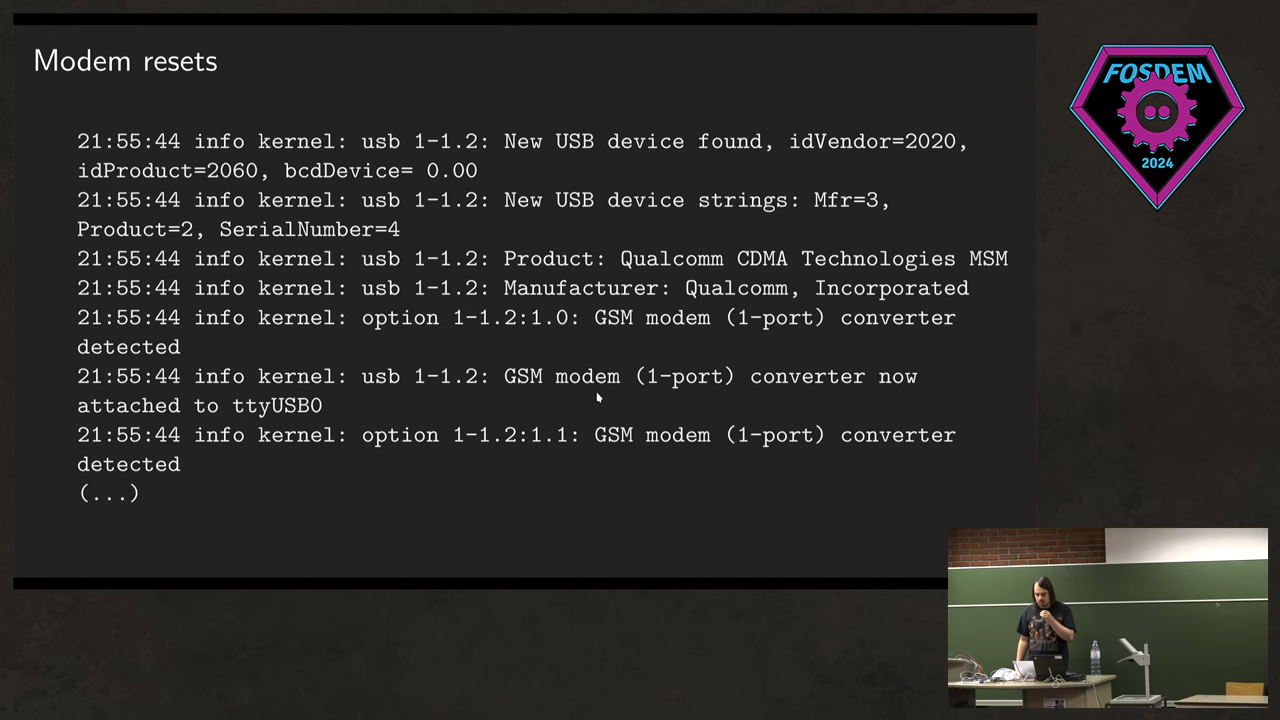 Modem resets
21:55:44 info kernel: usb 1-1.2: New USB device found, idVendor=2020,
idProduct=2060, bcdDevice= 0.00
21:55:44 info kernel: usb 1-1.2: New USB device strings: Mfr=3,
Product=2, SerialNumber=4
21:55:44 info kernel: usb 1-1.2: Product: Qualcomm CDMA Technologies MSM
21:55:44 info kernel: usb 1-1.2: Manufacturer: Qualcomm, Incorporated
21:55:44 info kernel: option 1-1.2:1.0: GSM modem (1-port) converter
detected
21:55:44 info kernel: usb 1-1.2: GSM modem (1-port) converter now
attached to ttyUSB0
21:55:44 info kernel: option 1-1.2:1.1: GSM modem (1-port) converter
detected
(...)
FOSDEM
2024